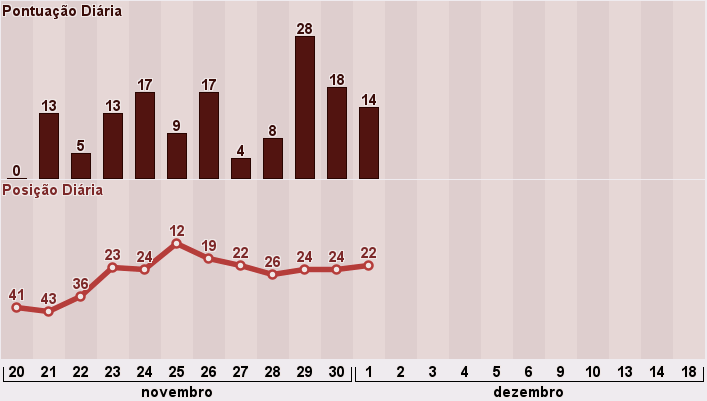 Pontuação Diária
0 13 5 13 17 9 17 4 8 28 18 14
Posição Diária
41 43 36 23 24 12 19 22 26 24 24 22
20 21 22 23 24 25 26 27 28 29 30 1 2 3 4 5 6 9 10 13 14 18
novembro dezembro